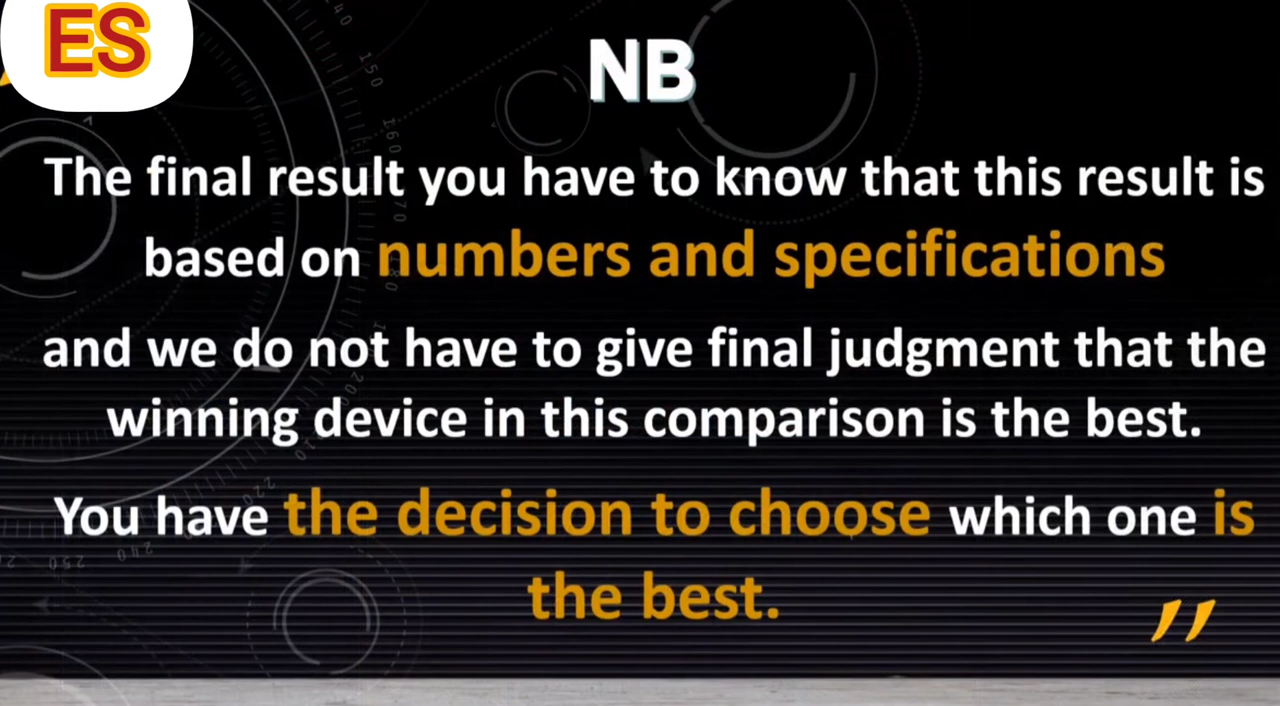 ES
NB
The final result you have to know that this result is
based on numbers and specifications
and we do not have to give final judgment that the
winning device in this comparison is the best.
You have the decision to choose which one is
the best.
”